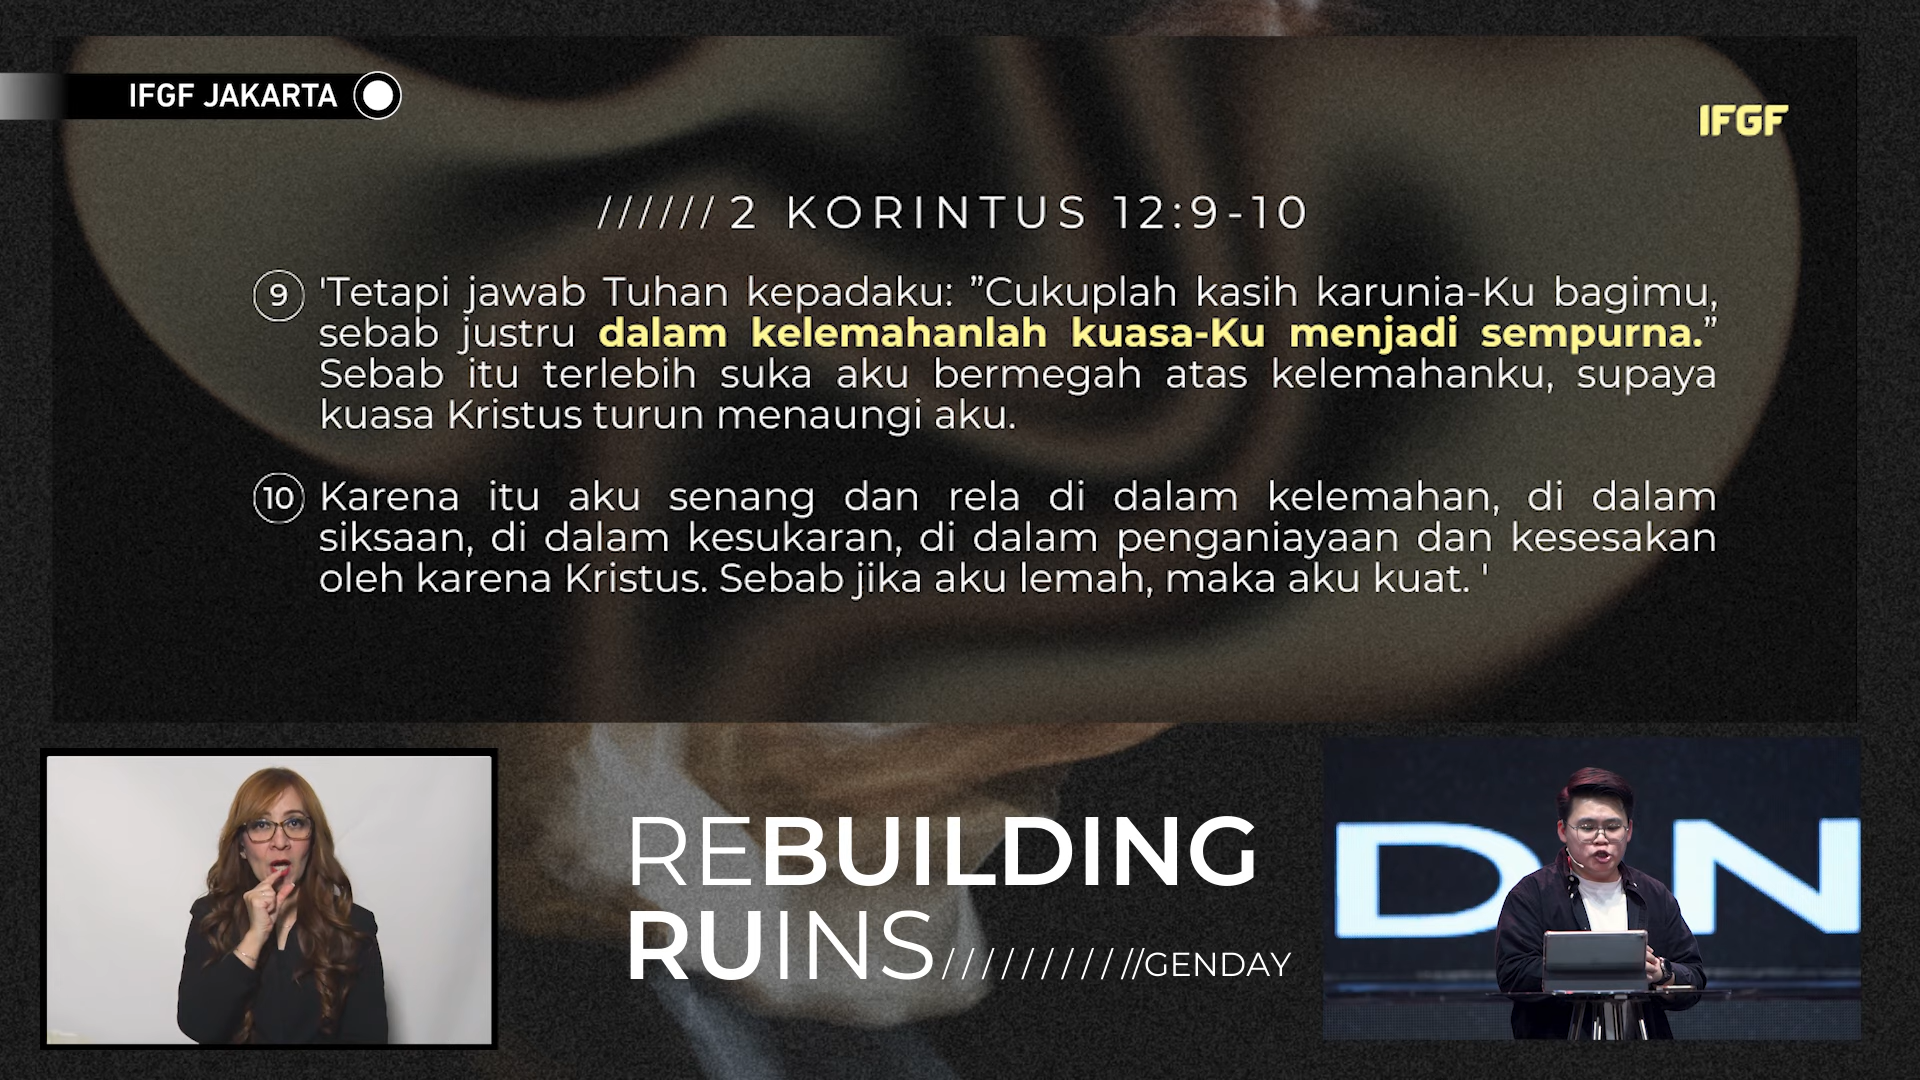 IFGF JAKARTA
IFGF
//////2 KORINTUS 12:9-10
9 'Tetapi jawab Tuhan kepadaku: ”Cukuplah kasih karunia-Ku bagimu,
sebab justru dalam kelemahanlah kuasa-Ku menjadi sempurna.”
Sebab itu terlebih suka aku bermegah atas kelemahanku, supaya
kuasa Kristus turun menaungi aku.
10 Karena itu aku senang dan rela di dalam kelemahan, di dalam
siksaan, di dalam kesukaran, di dalam penganiayaan dan kesesakan
oleh karena Kristus. Sebab jika aku lemah, maka aku kuat. '
REBUILDING
RUINS////////////GENDAY
D N